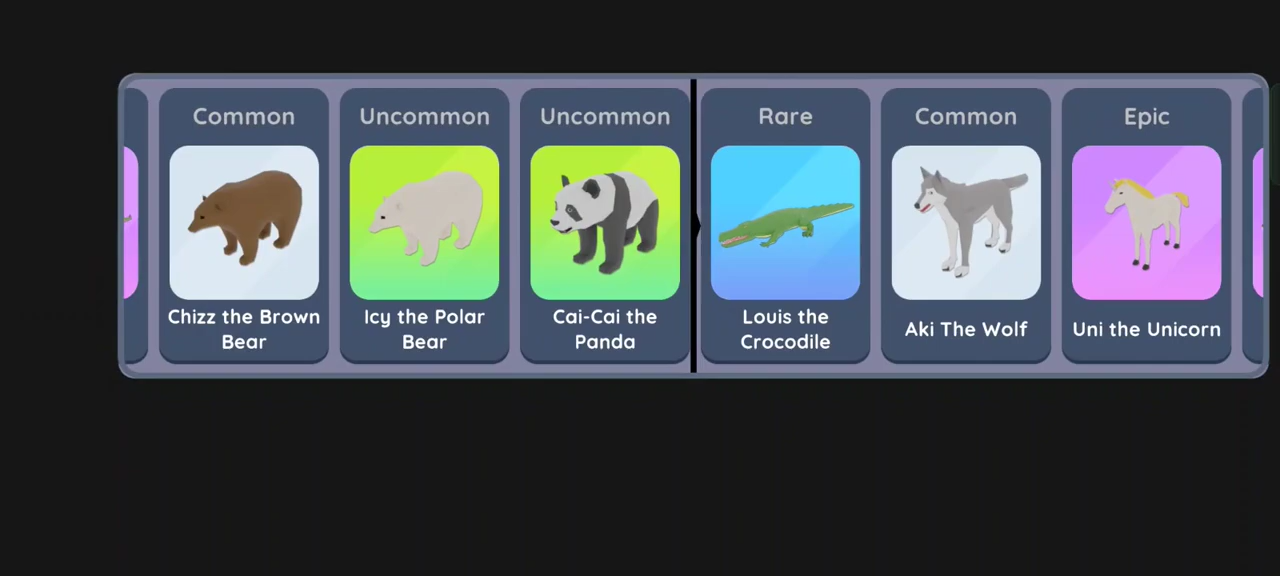 Common
Chizz the Brown
Bear
Uncommon
Icy the Polar
Bear
Uncommon
Cai-Cai the
Panda
Rare
Louis the
Crocodile
Common
Aki The Wolf
Epic
Uni the Unicorn